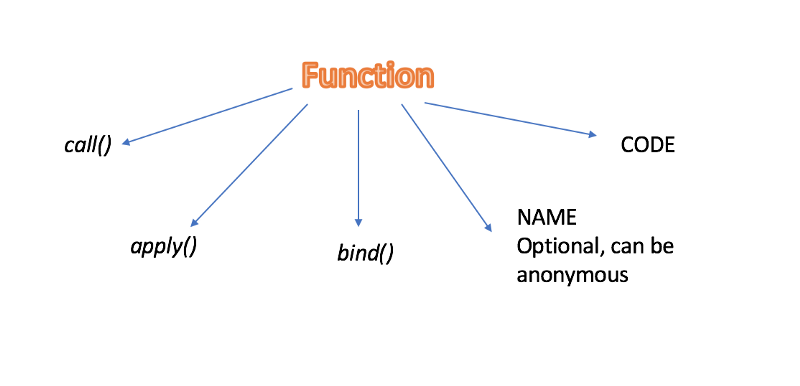 Function
call()
CODE
apply()
bind()
NAME
Optional, can be
anonymous